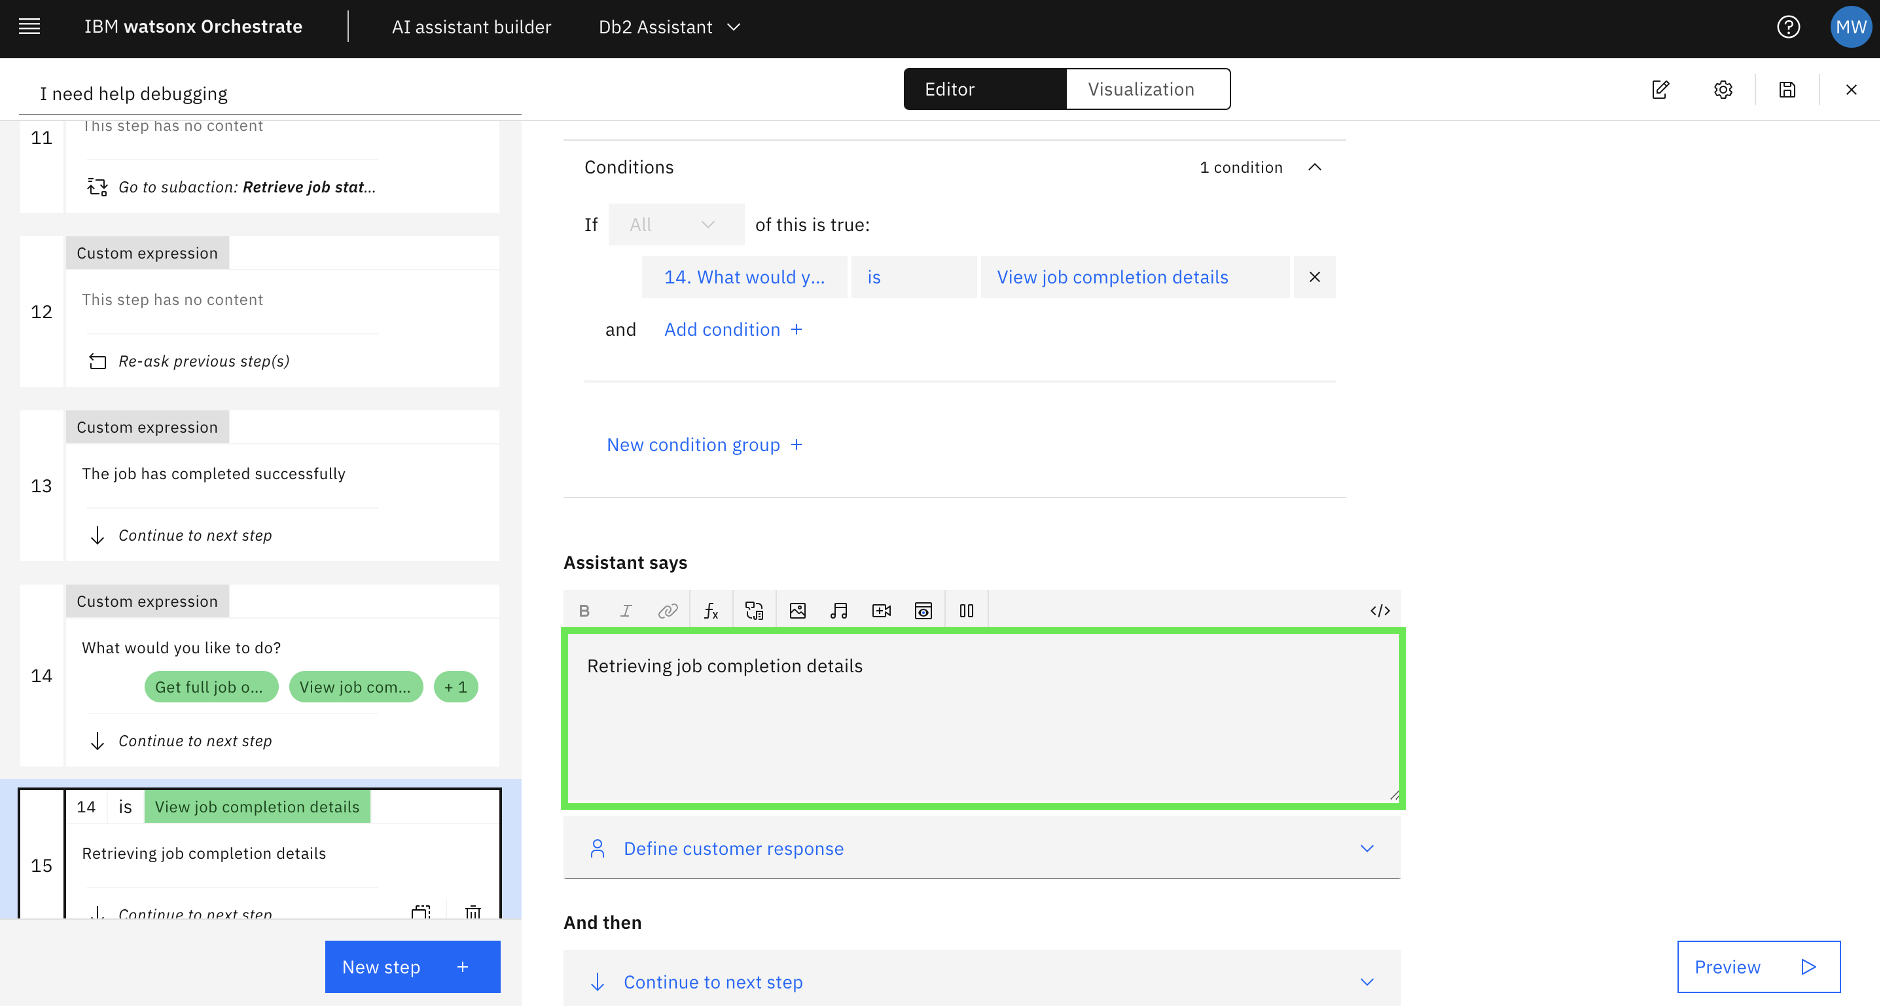 IBM watsonx Orchestrate
AI assistant builder
Db2 Assistant
MW
I need help debugging
Editor
Visualization
11
This step has no content
Go to subaction: Retrieve job stat...
Custom expression
12
This step has no content
Re-ask previous step(s)
Custom expression
13
The job has completed successfully
Continue to next step
Custom expression
14
What would you like to do?
Get full job o...
View job com...
+ 1
Continue to next step
14 is View job completion details
15
Retrieving job completion details
Continue to next step
New step +
Conditions
1 condition
If All of this is true:
14. What would y... is View job completion details
and Add condition +
New condition group +
Assistant says
B I fx </>
Retrieving job completion details
Define customer response
And then
Continue to next step
Preview